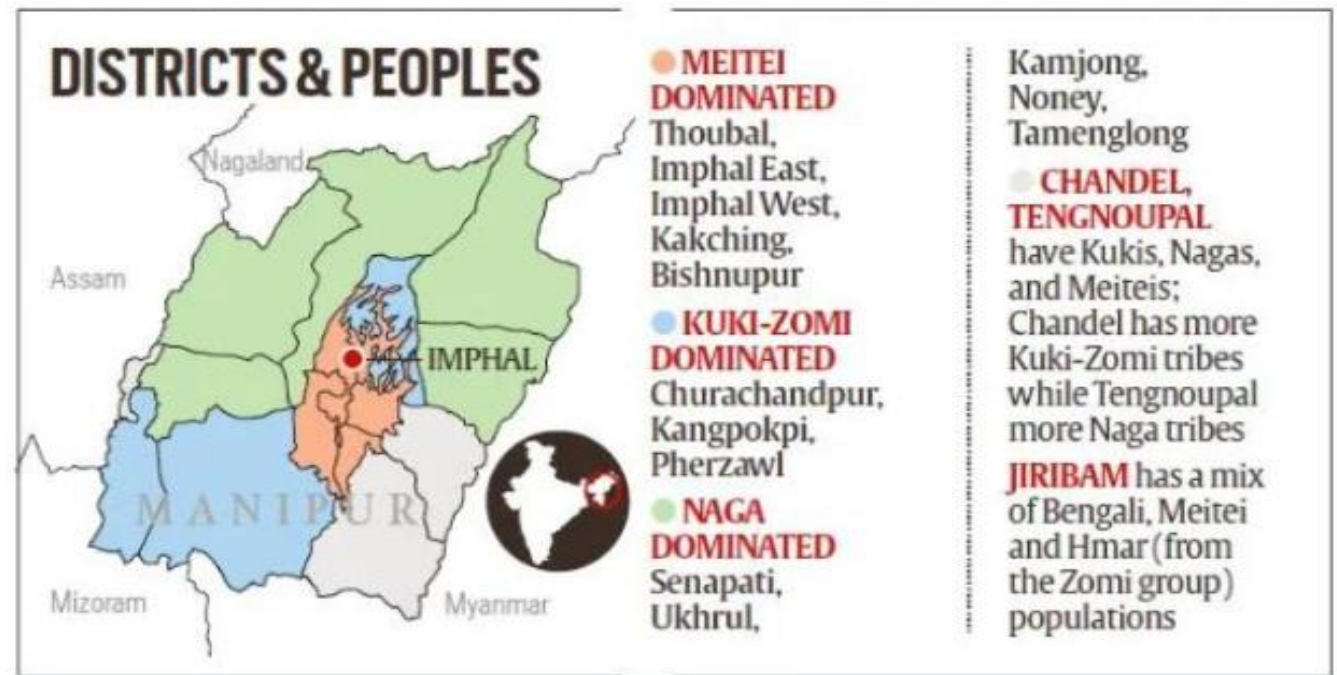 DISTRICTS & PEOPLES
Nagaland
Assam
IMPHAL
MANIPUR
Mizoram
Myanmar
MEITEI
DOMINATED
Thoubal,
Imphal East,
Imphal West,
Kakching,
Bishnupur
KUKI-ZOMI
DOMINATED
Churachandpur,
Kangpokpi,
Pherzawl
NAGA
DOMINATED
Senapati,
Ukhrul,
Kamjong,
Noney,
Tamenglong
CHANDEL,
TENGNOUPAL
have Kukis, Nagas,
and Meiteis;
Chandel has more
Kuki-Zomi tribes
while Tengnoupal
more Naga tribes
JIRIBAM has a mix
of Bengali, Meitei
and Hmar (from
the Zomi group)
populations